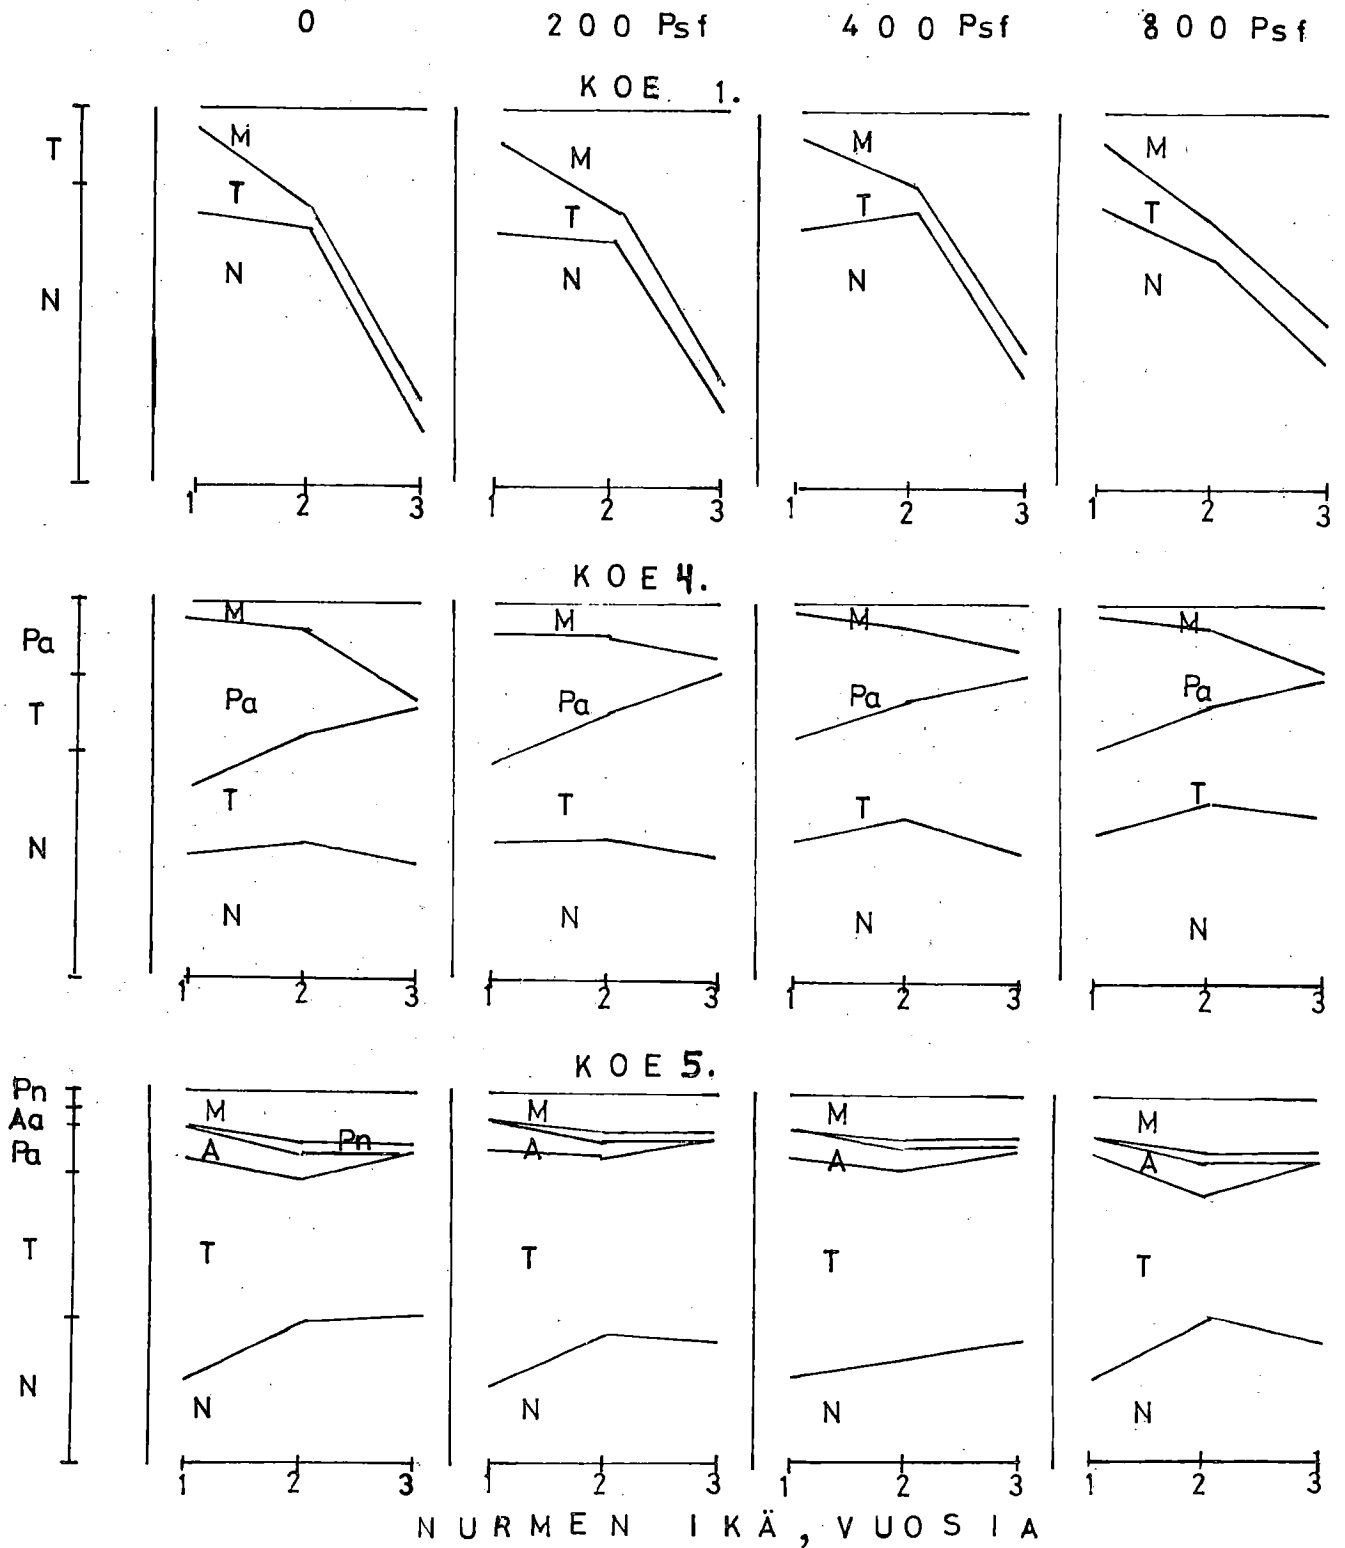 0 200 Psf 400 Psf 800 Psf
KOE 1.
T M M M M
T T T T
N N N N N
1 2 3 1 2 3 1 2 3 1 2 3
KOE 4.
M M M M
Pa Pa Pa Pa Pa
T T T T T
N N N N N
1 2 3 1 2 3 1 2 3 1 2 3
KOE 5.
Pn
Aa M M M M
Pa A Pn A A A
T T T T T
N N N N N
1 2 3 1 2 3 1 2 3 1 2 3
NURMEN IKÄ, VUOSIA